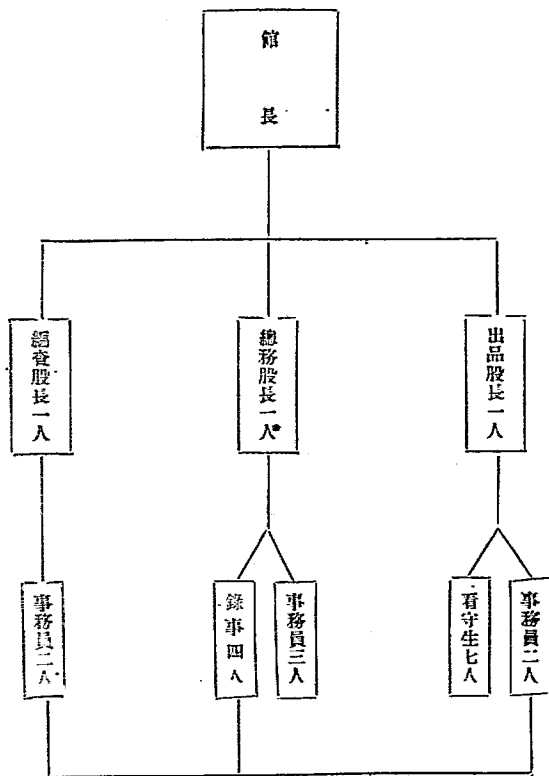 館長
出品股長一人
總務股長一人
調查股長一人
事務員二人
看守生七人
事務員三人
錄事四人
事務員二人